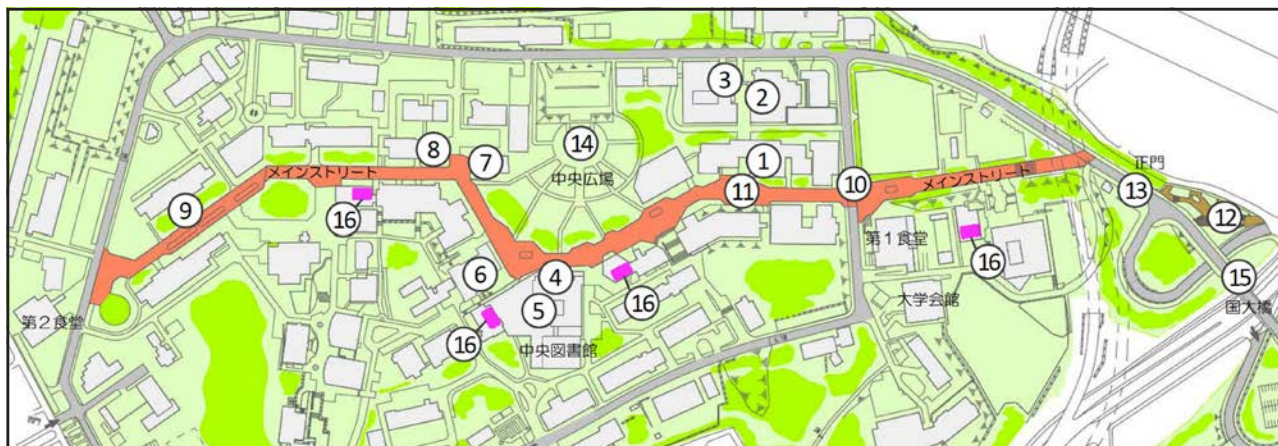 ③
②
⑧
⑦
⑭
①
正門
メインストリート
中央広場
⑩
メインストリート
⑬
⑨
⑯
⑪
⑫
⑥
④
第1食堂
⑯
⑮
⑤
⑯
大学会館
国大橋
第2食堂
⑯
中央図書館